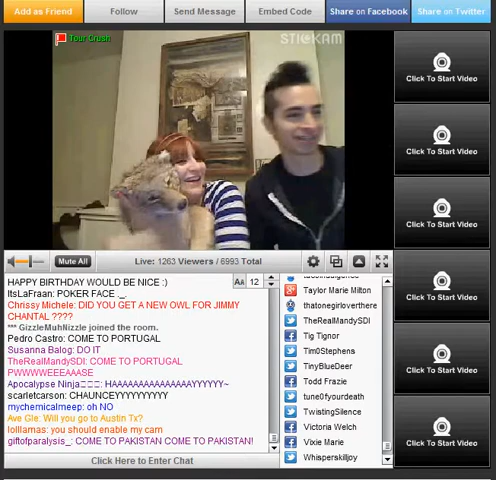 Add as Friend
Follow
Send Message
Embed Code
Share on Facebook
Share on Twitter
Tour Crush
STICKAM
Click To Start Video
Click To Start Video
Click To Start Video
Click To Start Video
Click To Start Video
Click To Start Video
Mute All
Live: 1263 Viewers / 6993 Total
HAPPY BIRTHDAY WOULD BE NICE :)
AA 12
ItsLaFraan: POKER FACE ._.
Chrissy Michele: DID YOU GET A NEW OWL FOR JIMMY
CHANTAL ????
*** GizzleMuhNizzle joined the room.
Pedro Castro: COME TO PORTUGAL
Susanna Balog: DO IT
TheRealMandySDI: COME TO PORTUGAL
PWWWWEEEAASE
Apocalypse Ninja□□□: HAAAAAAAAAAAAAYYYYYY~
scarletcarson: CHAUNCEYYYYYYYYY
mychemicalmeep: oh NO
Ave Gle: Will you go to Austin Tx?
lolllamas: you should enable my cam
giftofparalysis_: COME TO PAKISTAN COME TO PAKISTAN!
Click Here to Enter Chat
Taylor Marie Milton
thatonegirloverthere
TheRealMandySDI
Tig Tignor
Tim0Stephens
TinyBlueDeer
Todd Frazie
tune0fyourdeath
TwistingSilence
Victoria Welch
Vixie Marie
Whisperskilljoy